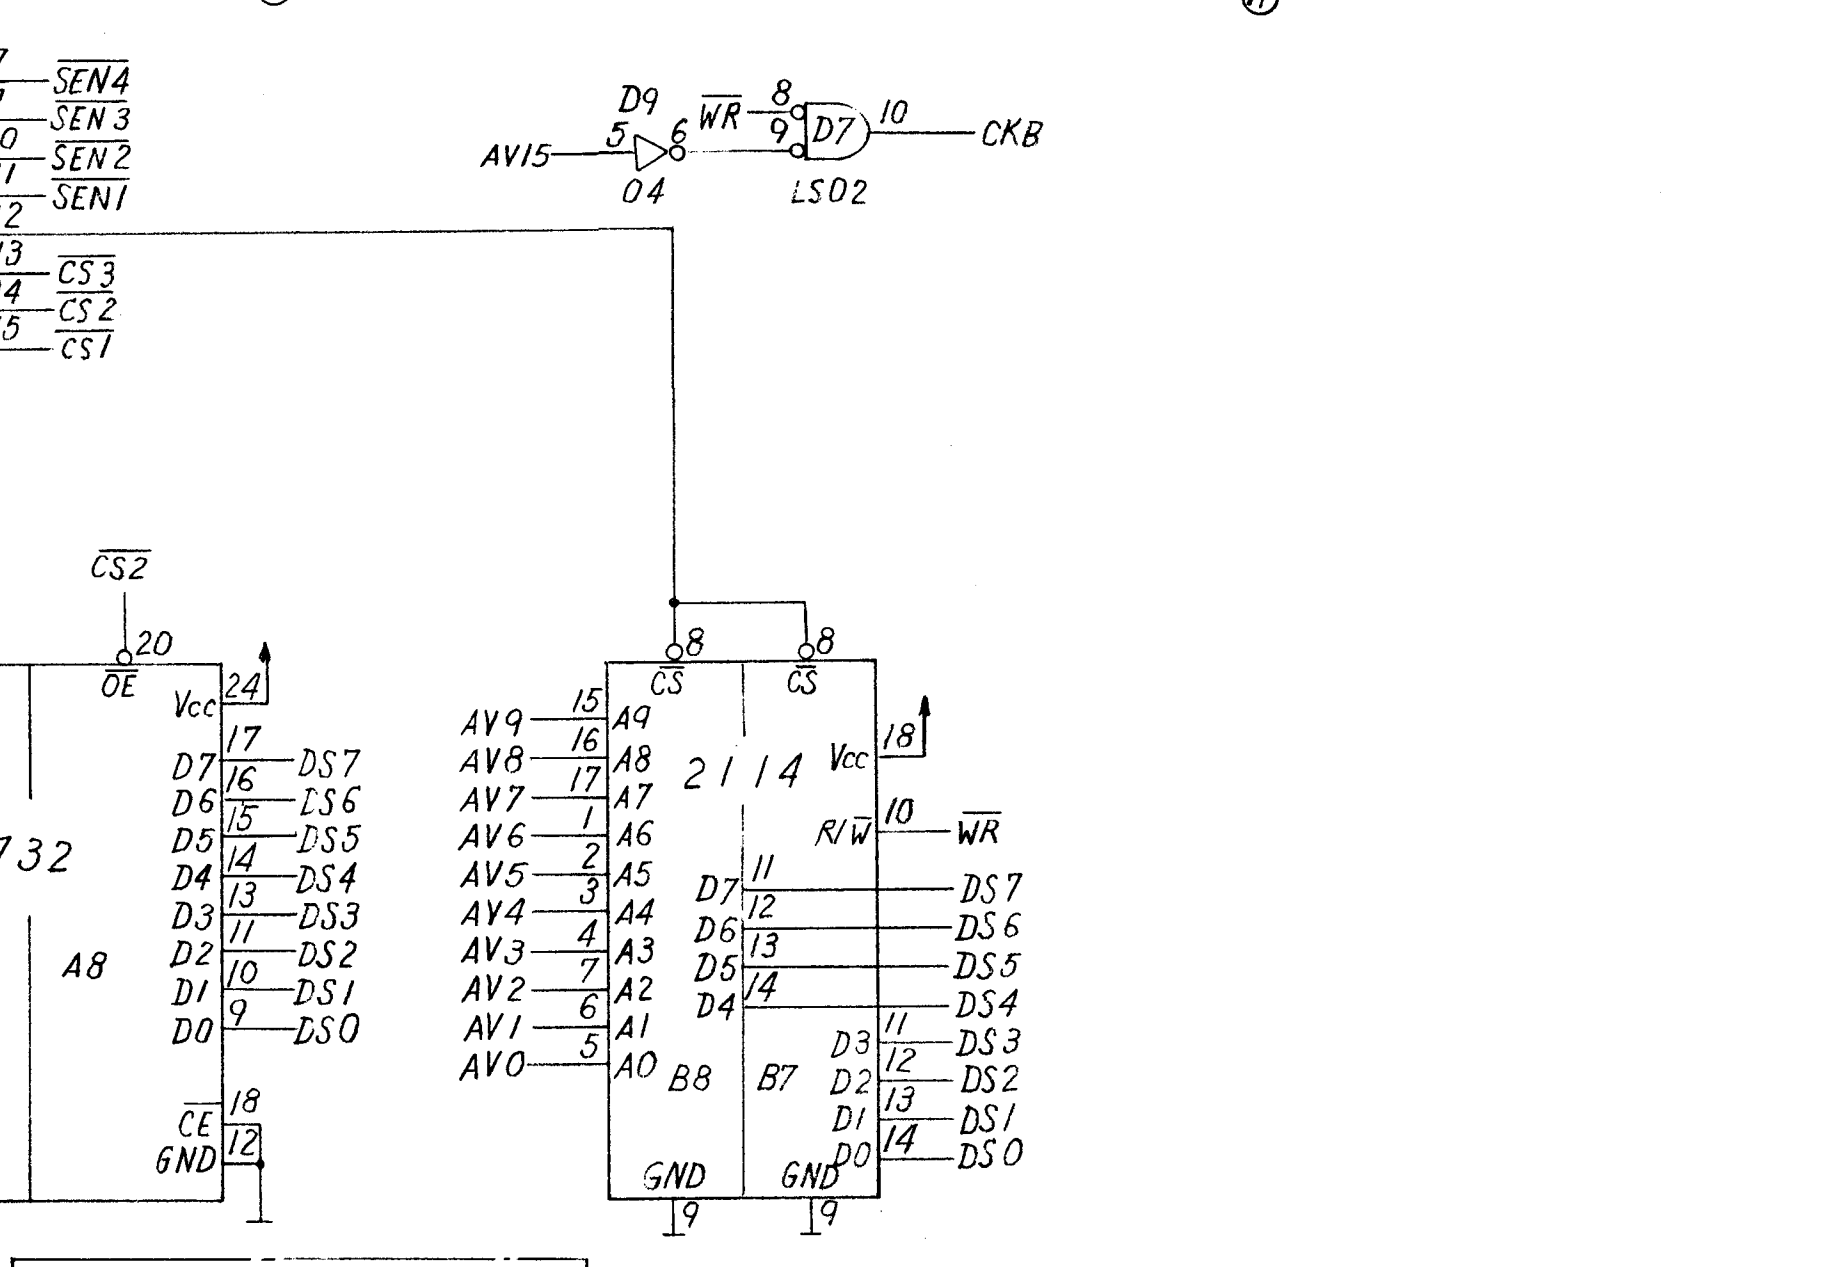 SEN4
SEN3
SEN2
SEN1
12
13
CS3
14
CS2
15
CS1
D9
5
6
AV15
04
WR
8
9
D7
10
CKB
LS02
CS2
20
OE
Vcc 24
D7 17 DS7
D6 16 DS6
D5 15 DS5
D4 14 DS4
D3 13 DS3
D2 11 DS2
D1 10 DS1
D0 9 DS0
732
A8
CE 18
GND 12
8 8
CS CS
AV9 15 A9
AV8 16 A8
AV7 17 A7
AV6 1 A6
AV5 2 A5
AV4 3 A4
AV3 4 A3
AV2 7 A2
AV1 6 A1
AV0 5 A0
2114
Vcc 18
R/W 10 WR
D7 11 DS7
D6 12 DS6
D5 13 DS5
D4 14 DS4
D3 11 DS3
D2 12 DS2
D1 13 DS1
D0 14 DS0
B8 B7
GND GND
9 9